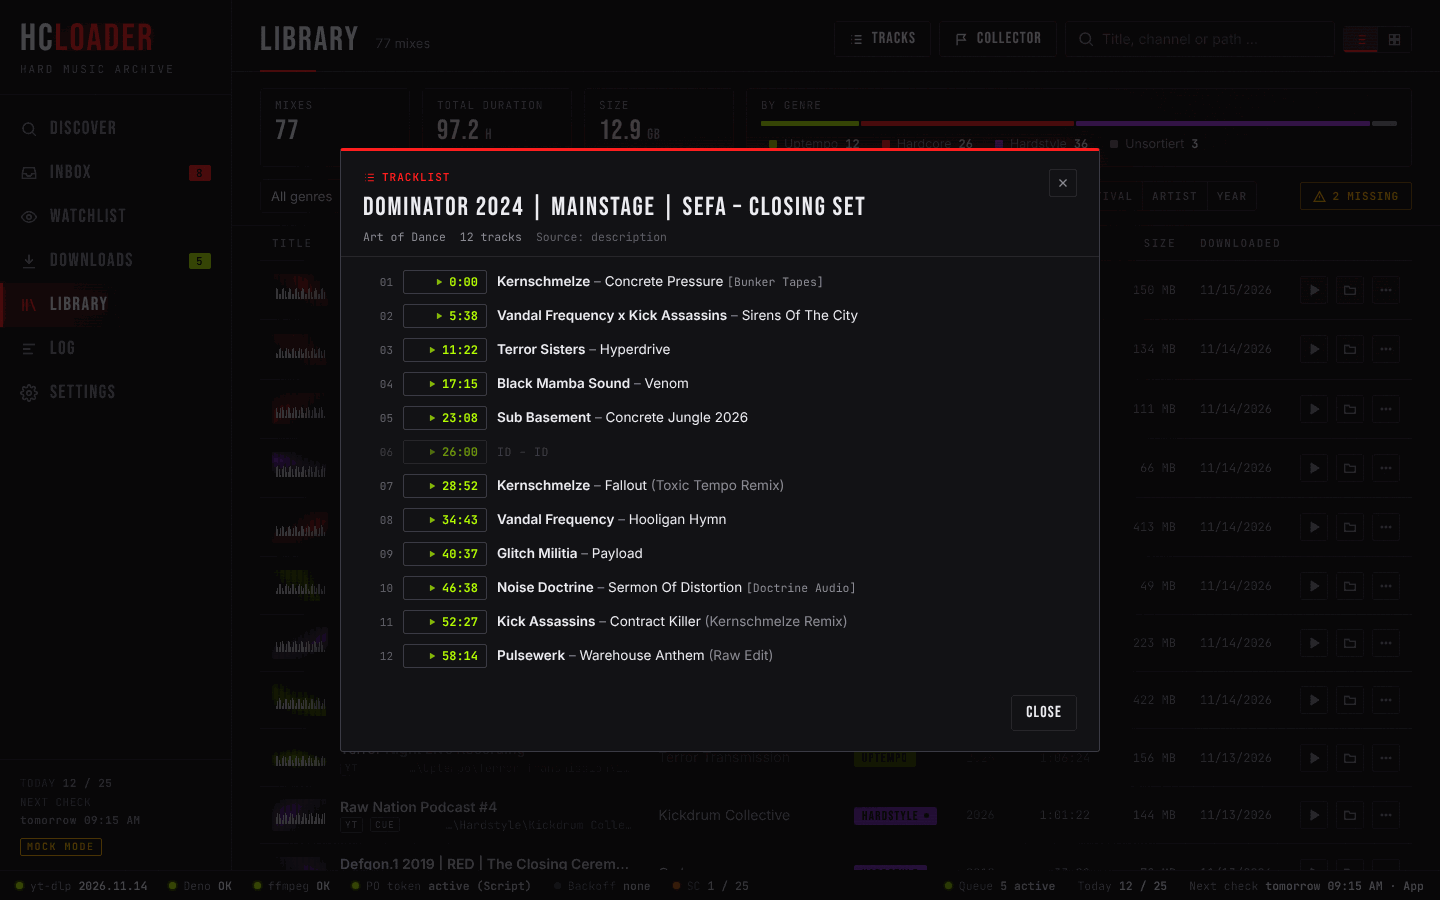 HCLOADER
HARD MUSIC ARCHIVE
DISCOVER
INBOX 8
WATCHLIST
DOWNLOADS 5
LIBRARY
LOG
SETTINGS
TODAY 12 / 25
NEXT CHECK
tomorrow 09:15 AM
MOCK MODE
LIBRARY 77 mixes
TRACKS
COLLECTOR
Title, channel or path ...
MIXES
77
TOTAL DURATION
97.2 H
SIZE
12.9 GB
BY GENRE
Uptempo 12 Hardcore 26 Hardstyle 36 Unsortiert 3
All genres
ARTIST YEAR
2 MISSING
TITLE SIZE DOWNLOADED
TRACKLIST
DOMINATOR 2024 | MAINSTAGE | SEFA – CLOSING SET
Art of Dance 12 tracks Source: description
01 0:00 Kernschmelze – Concrete Pressure [Bunker Tapes]
02 5:38 Vandal Frequency x Kick Assassins – Sirens Of The City
03 11:22 Terror Sisters – Hyperdrive
04 17:15 Black Mamba Sound – Venom
05 23:08 Sub Basement – Concrete Jungle 2026
06 26:00 ID - ID
07 28:52 Kernschmelze – Fallout (Toxic Tempo Remix)
08 34:43 Vandal Frequency – Hooligan Hymn
09 40:37 Glitch Militia – Payload
10 46:38 Noise Doctrine – Sermon Of Distortion [Doctrine Audio]
11 52:27 Kick Assassins – Contract Killer (Kernschmelze Remix)
12 58:14 Pulsewerk – Warehouse Anthem (Raw Edit)
CLOSE
150 MB 11/15/2026
134 MB 11/14/2026
111 MB 11/14/2026
66 MB 11/14/2026
413 MB 11/14/2026
49 MB 11/14/2026
223 MB 11/14/2026
422 MB 11/14/2026
Terror Transmission UPTEMPO 1:06:24 156 MB 11/13/2026
Raw Nation Podcast #4 Kickdrum Collective HARDSTYLE 2026 1:01:22 144 MB 11/13/2026
YT CUE …\Hardstyle\Kickdrum Colle…
Defqon.1 2019 | RED | The Closing Cerem…
yt-dlp 2026.11.14 Deno OK ffmpeg OK PO token active (Script) Backoff none SC 1 / 25 Queue 5 active Today 12 / 25 Next check tomorrow 09:15 AM · App